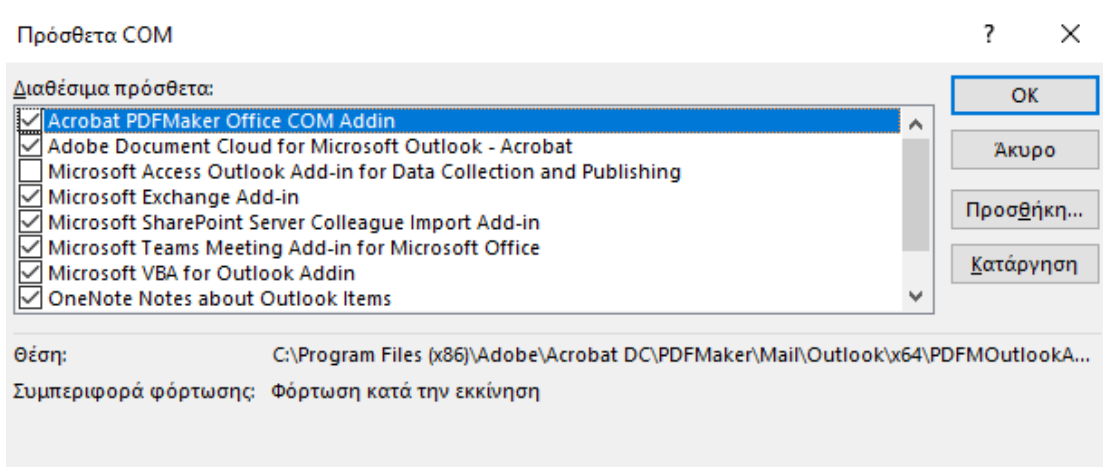 Πρόσθετα COM
?
Διαθέσιμα πρόσθετα:
Acrobat PDFMaker Office COM Addin
Adobe Document Cloud for Microsoft Outlook - Acrobat
Microsoft Access Outlook Add-in for Data Collection and Publishing
Microsoft Exchange Add-in
Microsoft SharePoint Server Colleague Import Add-in
Microsoft Teams Meeting Add-in for Microsoft Office
Microsoft VBA for Outlook Addin
OneNote Notes about Outlook Items
OK
Άκυρο
Προσθήκη...
Κατάργηση
Θέση: C:\Program Files (x86)\Adobe\Acrobat DC\PDFMaker\Mail\Outlook\x64\PDFMOutlookA...
Συμπεριφορά φόρτωσης: Φόρτωση κατά την εκκίνηση